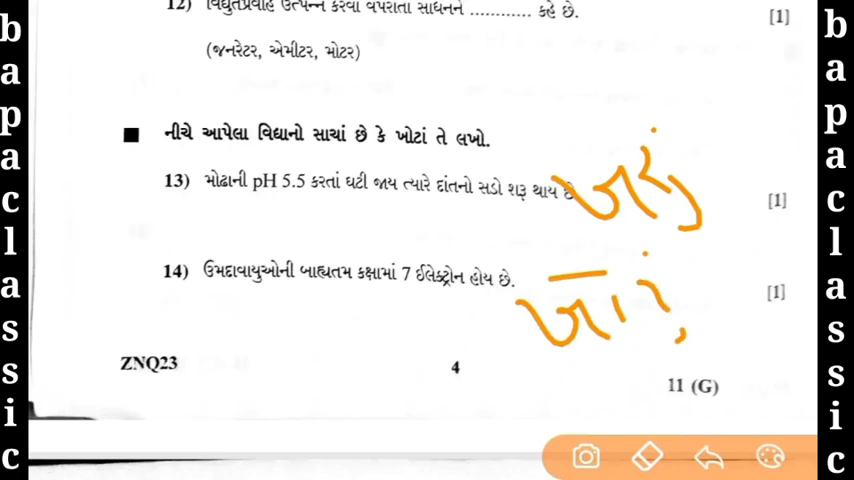 12) વિદ્યુતપ્રવાહ ઉત્પન્ન કરવા વપરાતા સાધનને ............ કહે છે. [1]
(જનરેટર, એમીટર, મોટર)
■ નીચે આપેલા વિધાનો સાચાં છે કે ખોટાં તે લખો.
13) મોઢાની pH 5.5 કરતાં ઘટી જાય ત્યારે દાંતનો સડો શરૂ થાય છે [1]
ખરું
14) ઉમદાવાયુઓની બાહ્યતમ કક્ષામાં 7 ઈલેક્ટ્રોન હોય છે. [1]
ZNQ23 4 11 (G)
bapaclassic
bapaclassic